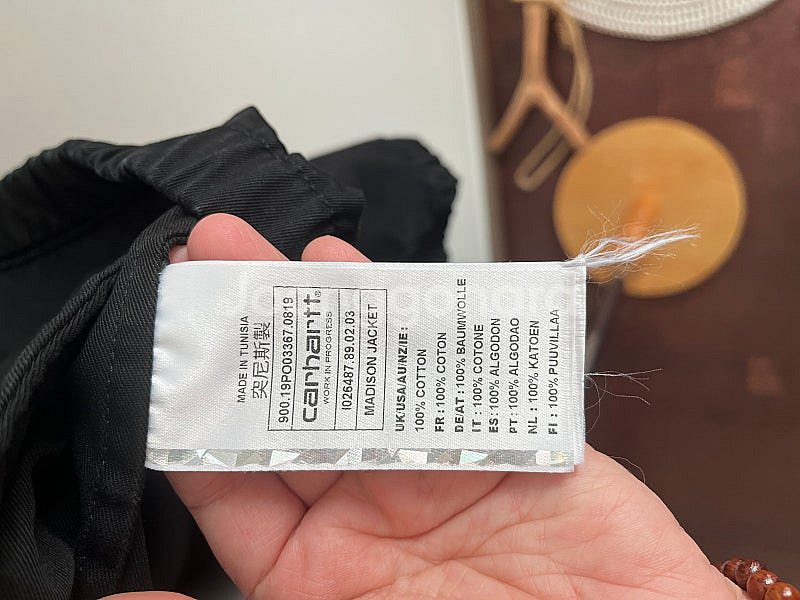 MADE IN TUNISIA
突尼斯製
900.19PO03367.0819
carhartt®
WORK IN PROGRESS
I026487.89.02.03
MADISON JACKET
UK/USA/AU/NZ/IE :
100% COTTON
FR : 100% COTON
DE/AT : 100% BAUMWOLLE
IT : 100% COTONE
ES : 100% ALGODON
PT : 100% ALGODAO
NL : 100% KATOEN
FI : 100% PUUVILLAA